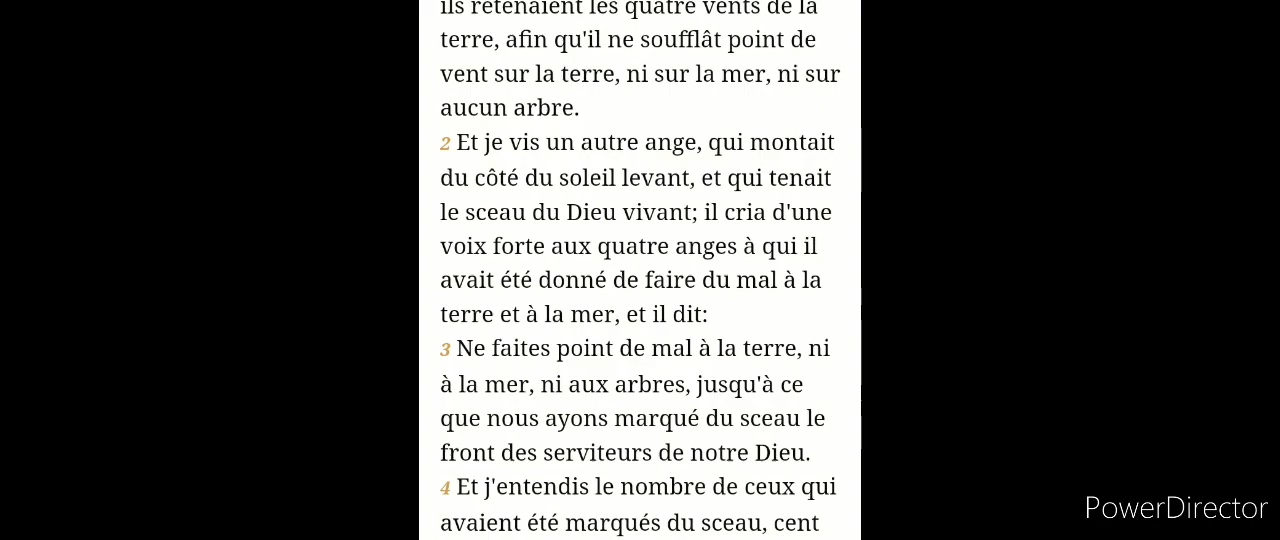 ils retenaient les quatre vents de la
terre, afin qu'il ne soufflât point de
vent sur la terre, ni sur la mer, ni sur
aucun arbre.
2 Et je vis un autre ange, qui montait
du côté du soleil levant, et qui tenait
le sceau du Dieu vivant; il cria d'une
voix forte aux quatre anges à qui il
avait été donné de faire du mal à la
terre et à la mer, et il dit:
3 Ne faites point de mal à la terre, ni
à la mer, ni aux arbres, jusqu'à ce
que nous ayons marqué du sceau le
front des serviteurs de notre Dieu.
4 Et j'entendis le nombre de ceux qui
avaient été marqués du sceau, cent
PowerDirector